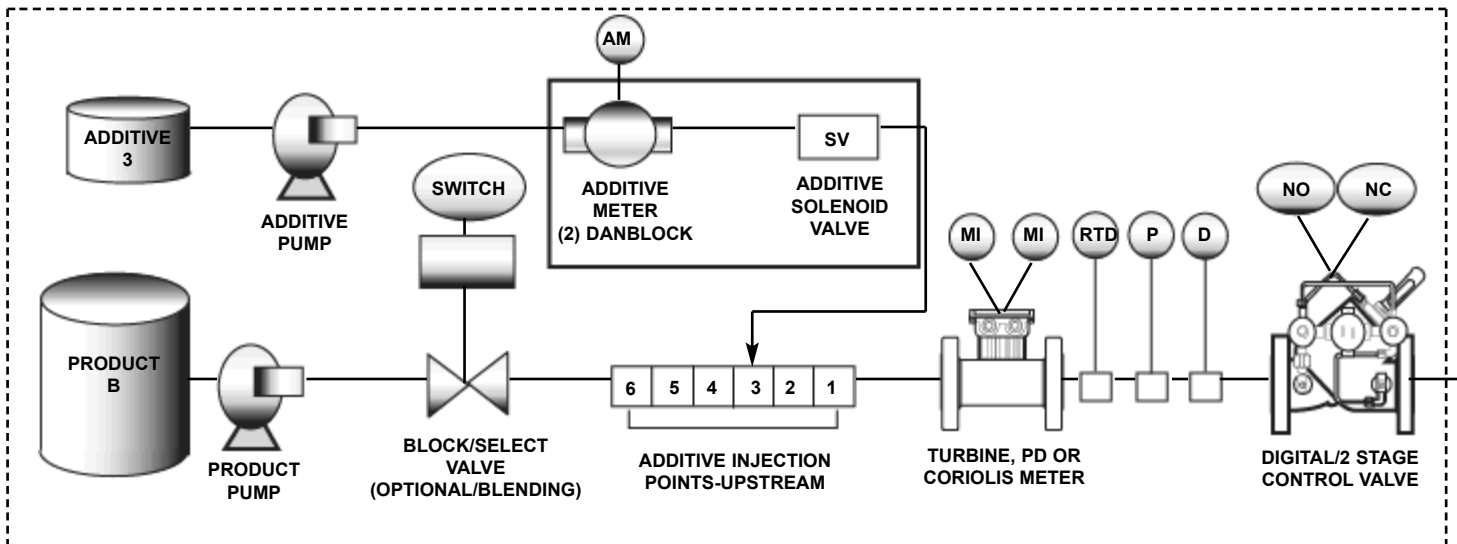 AM
ADDITIVE
3
SV
ADDITIVE
PUMP
SWITCH
ADDITIVE
METER
(2) DANBLOCK
ADDITIVE
SOLENOID
VALVE
NO
NC
MI
MI
RTD
P
D
PRODUCT
B
6
5
4
3
2
1
PRODUCT
PUMP
BLOCK/SELECT
VALVE
(OPTIONAL/BLENDING)
ADDITIVE INJECTION
POINTS-UPSTREAM
TURBINE, PD OR
CORIOLIS METER
DIGITAL/2 STAGE
CONTROL VALVE